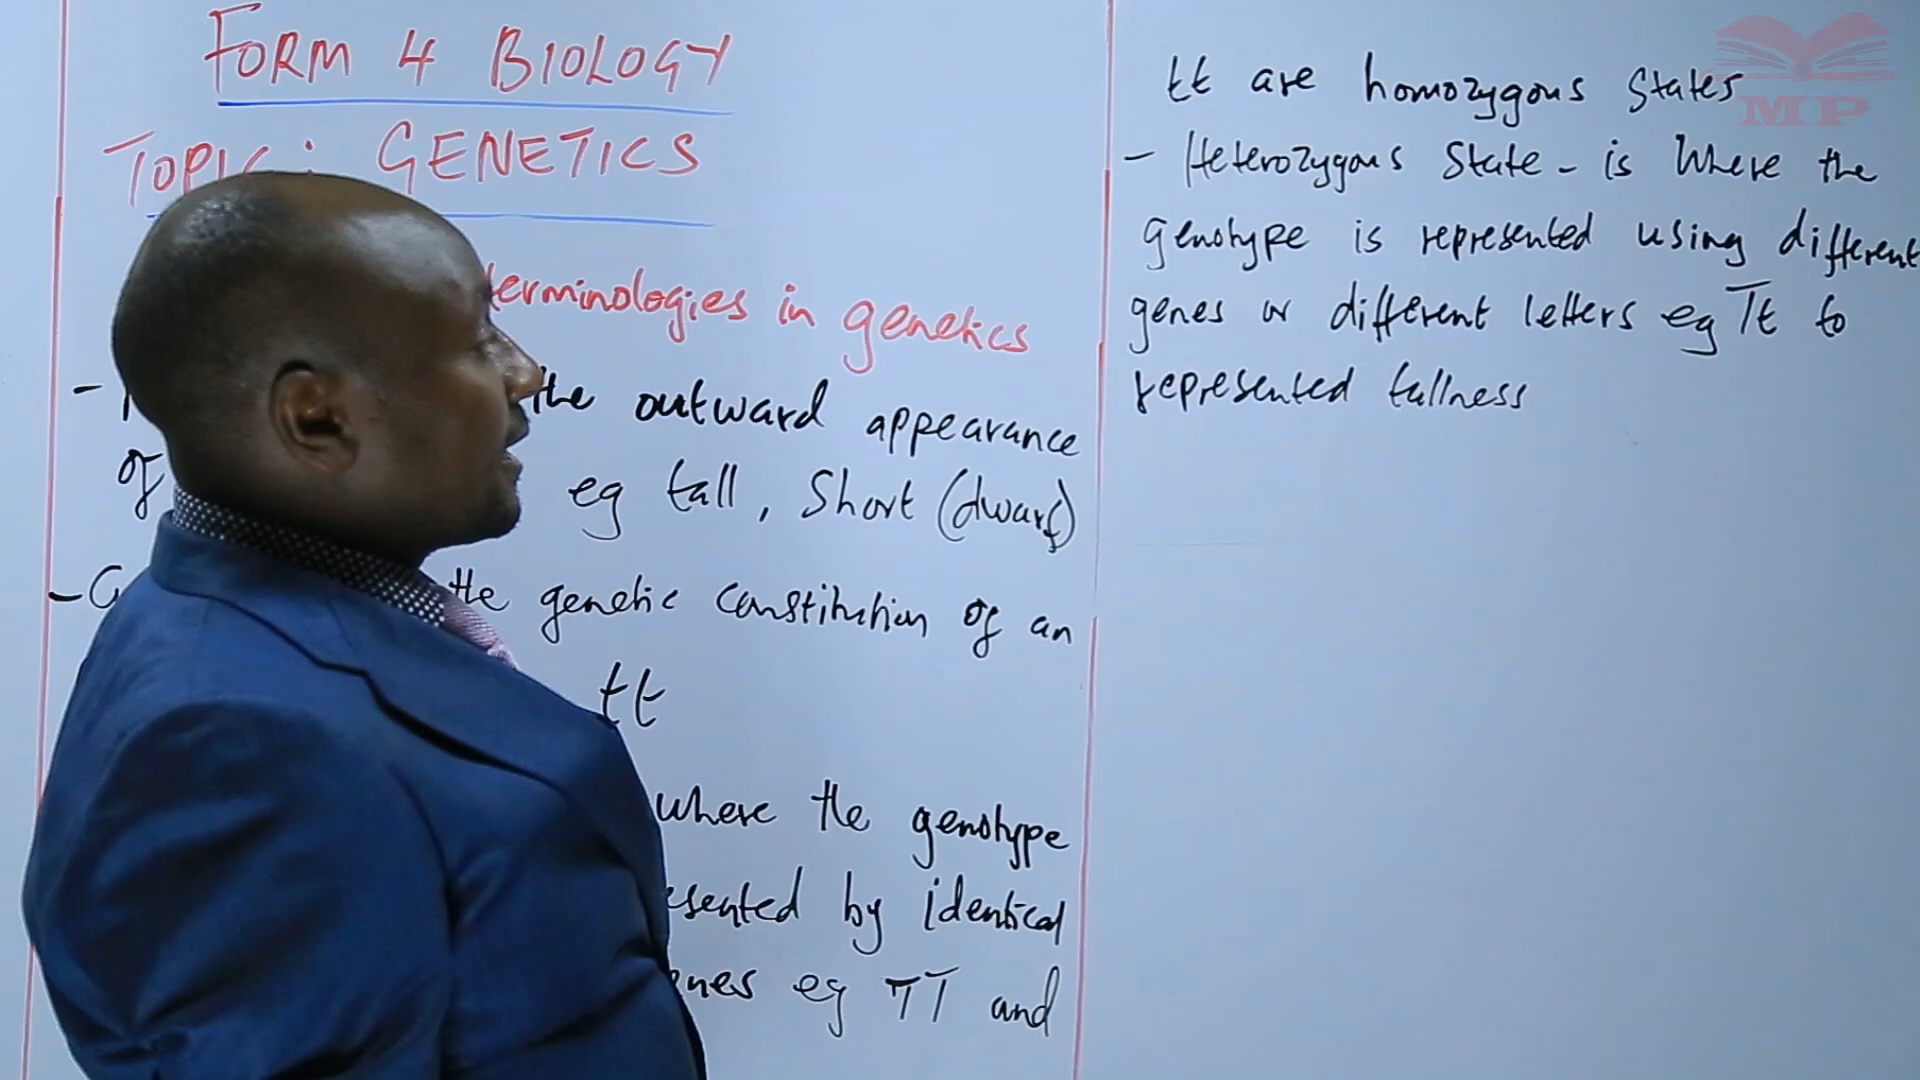 FORM 4 BIOLOGY
TOPIC: GENETICS
terminologies in genetics
- the outward appearance
of eg tall, Short (dwarf)
- the genetic constitution of an
tt
where the genotype
by identical
eg TT and
tt are homozygous States
- Heterozygous State - is Where the
genotype is represented using different
genes or different letters eg Tt to
represented tallness
MP